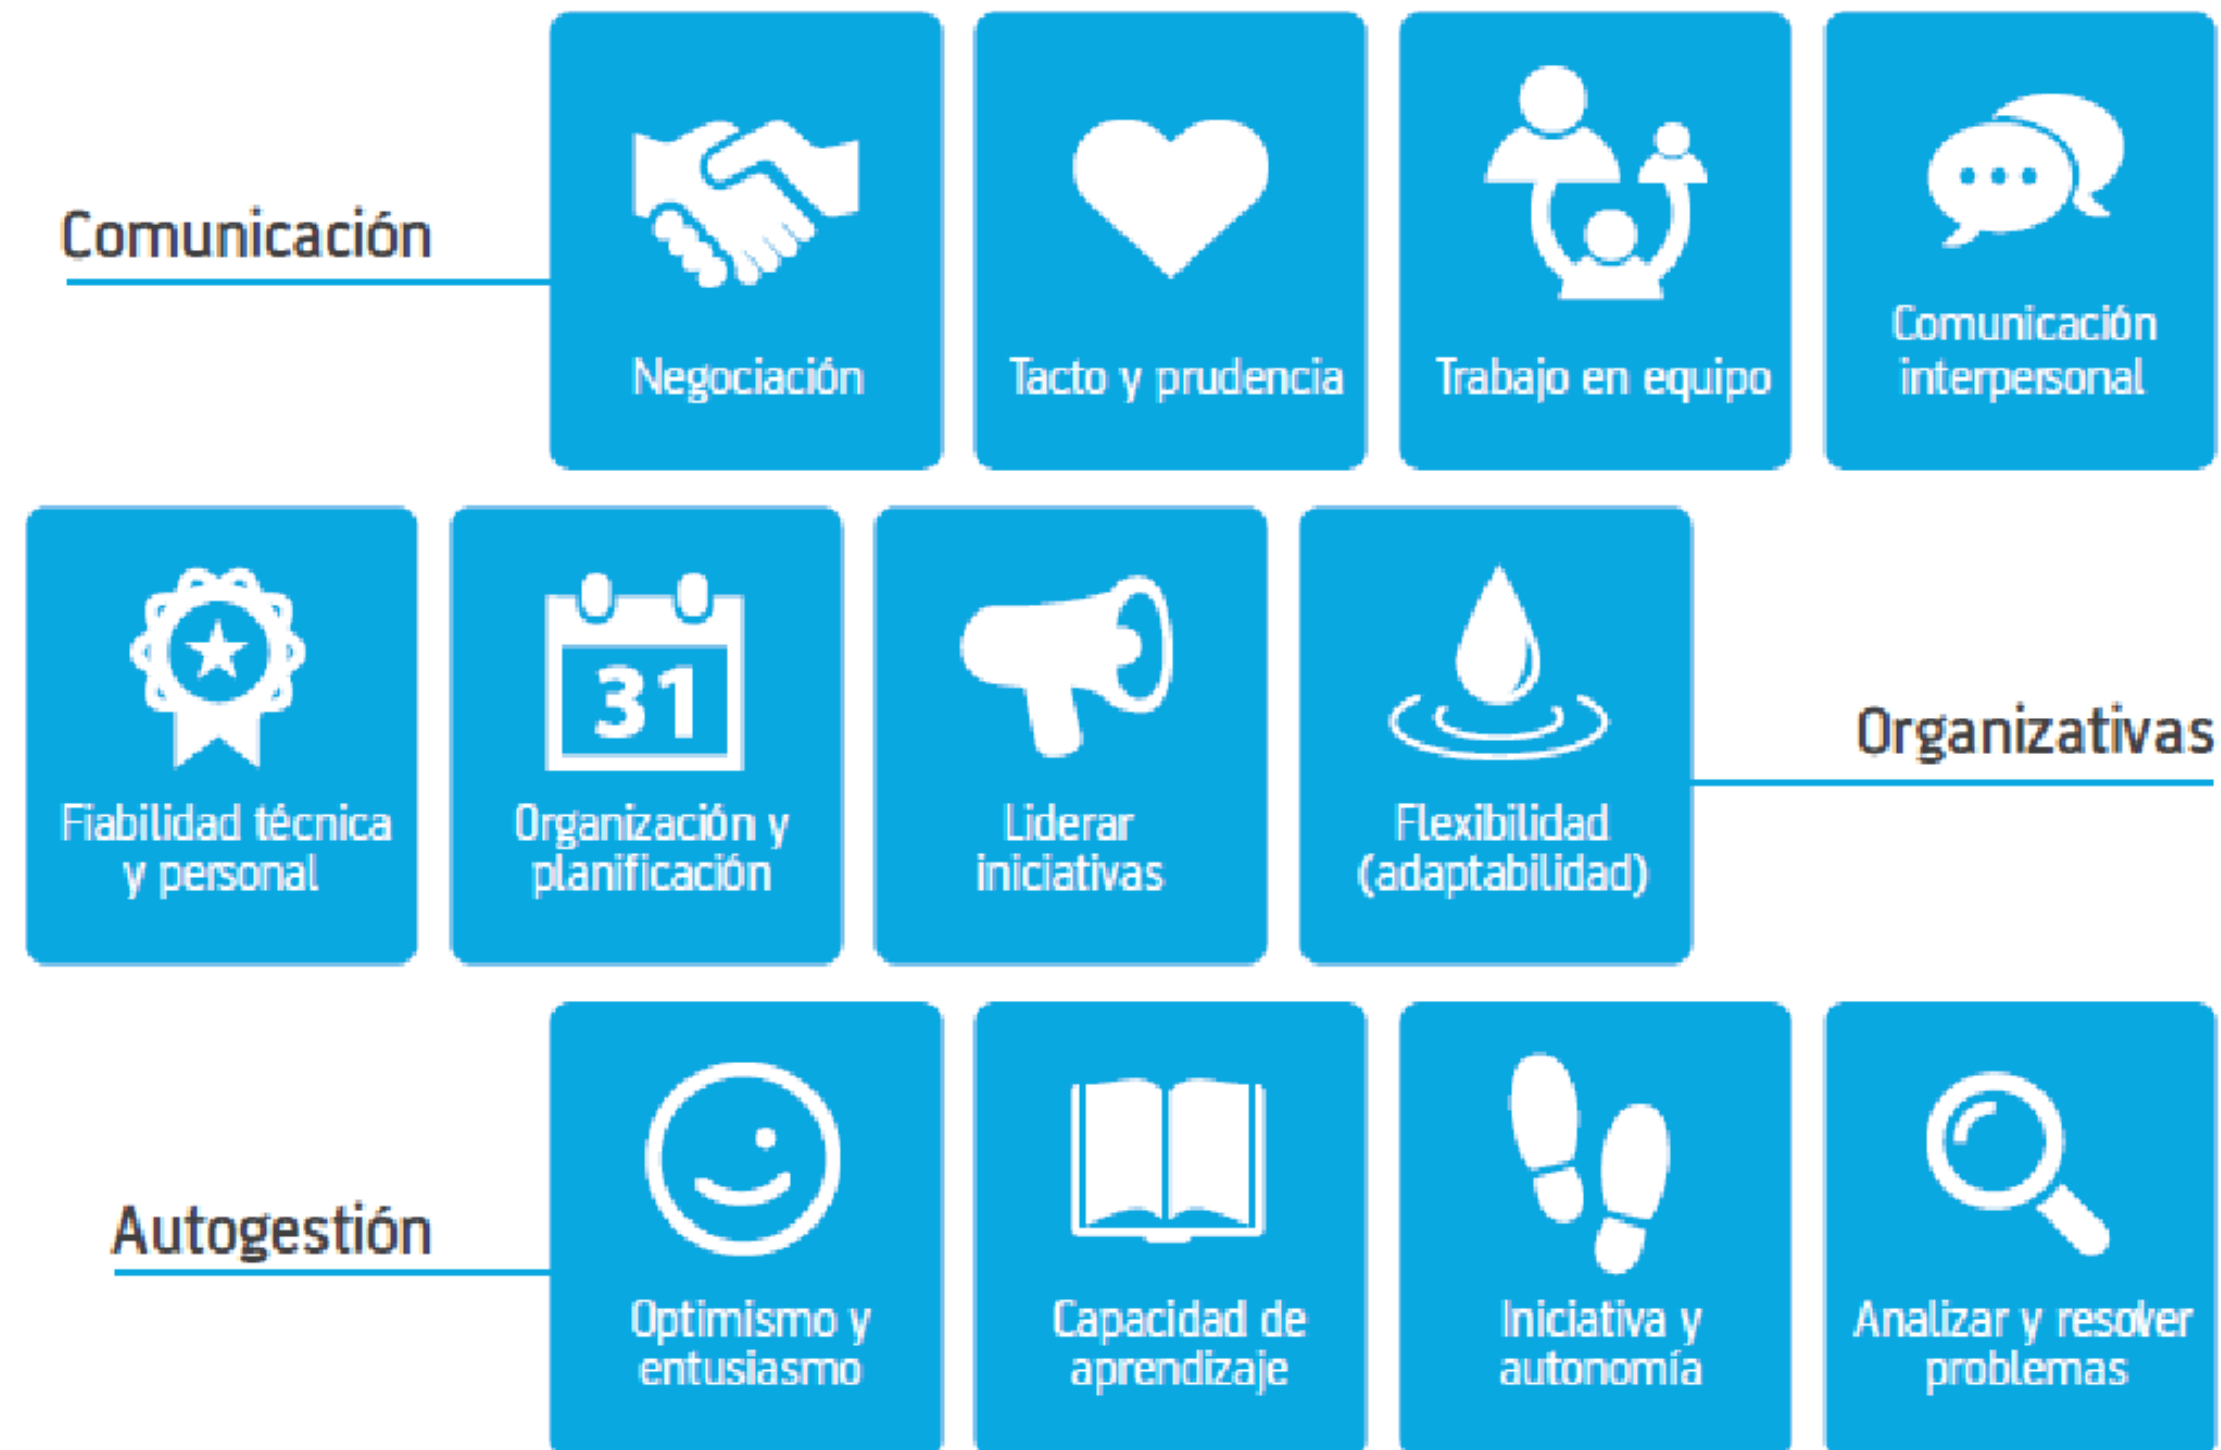 Comunicación
Negociación
Tacto y prudencia
Trabajo en equipo
Comunicación
interpersonal
Fiabilidad técnica
y personal
31
Organización y
planificación
Liderar
iniciativas
Flexibilidad
(adaptabilidad)
Organizativas
Autogestión
Optimismo y
entusiasmo
Capacidad de
aprendizaje
Iniciativa y
autonomía
Analizar y resolver
problemas